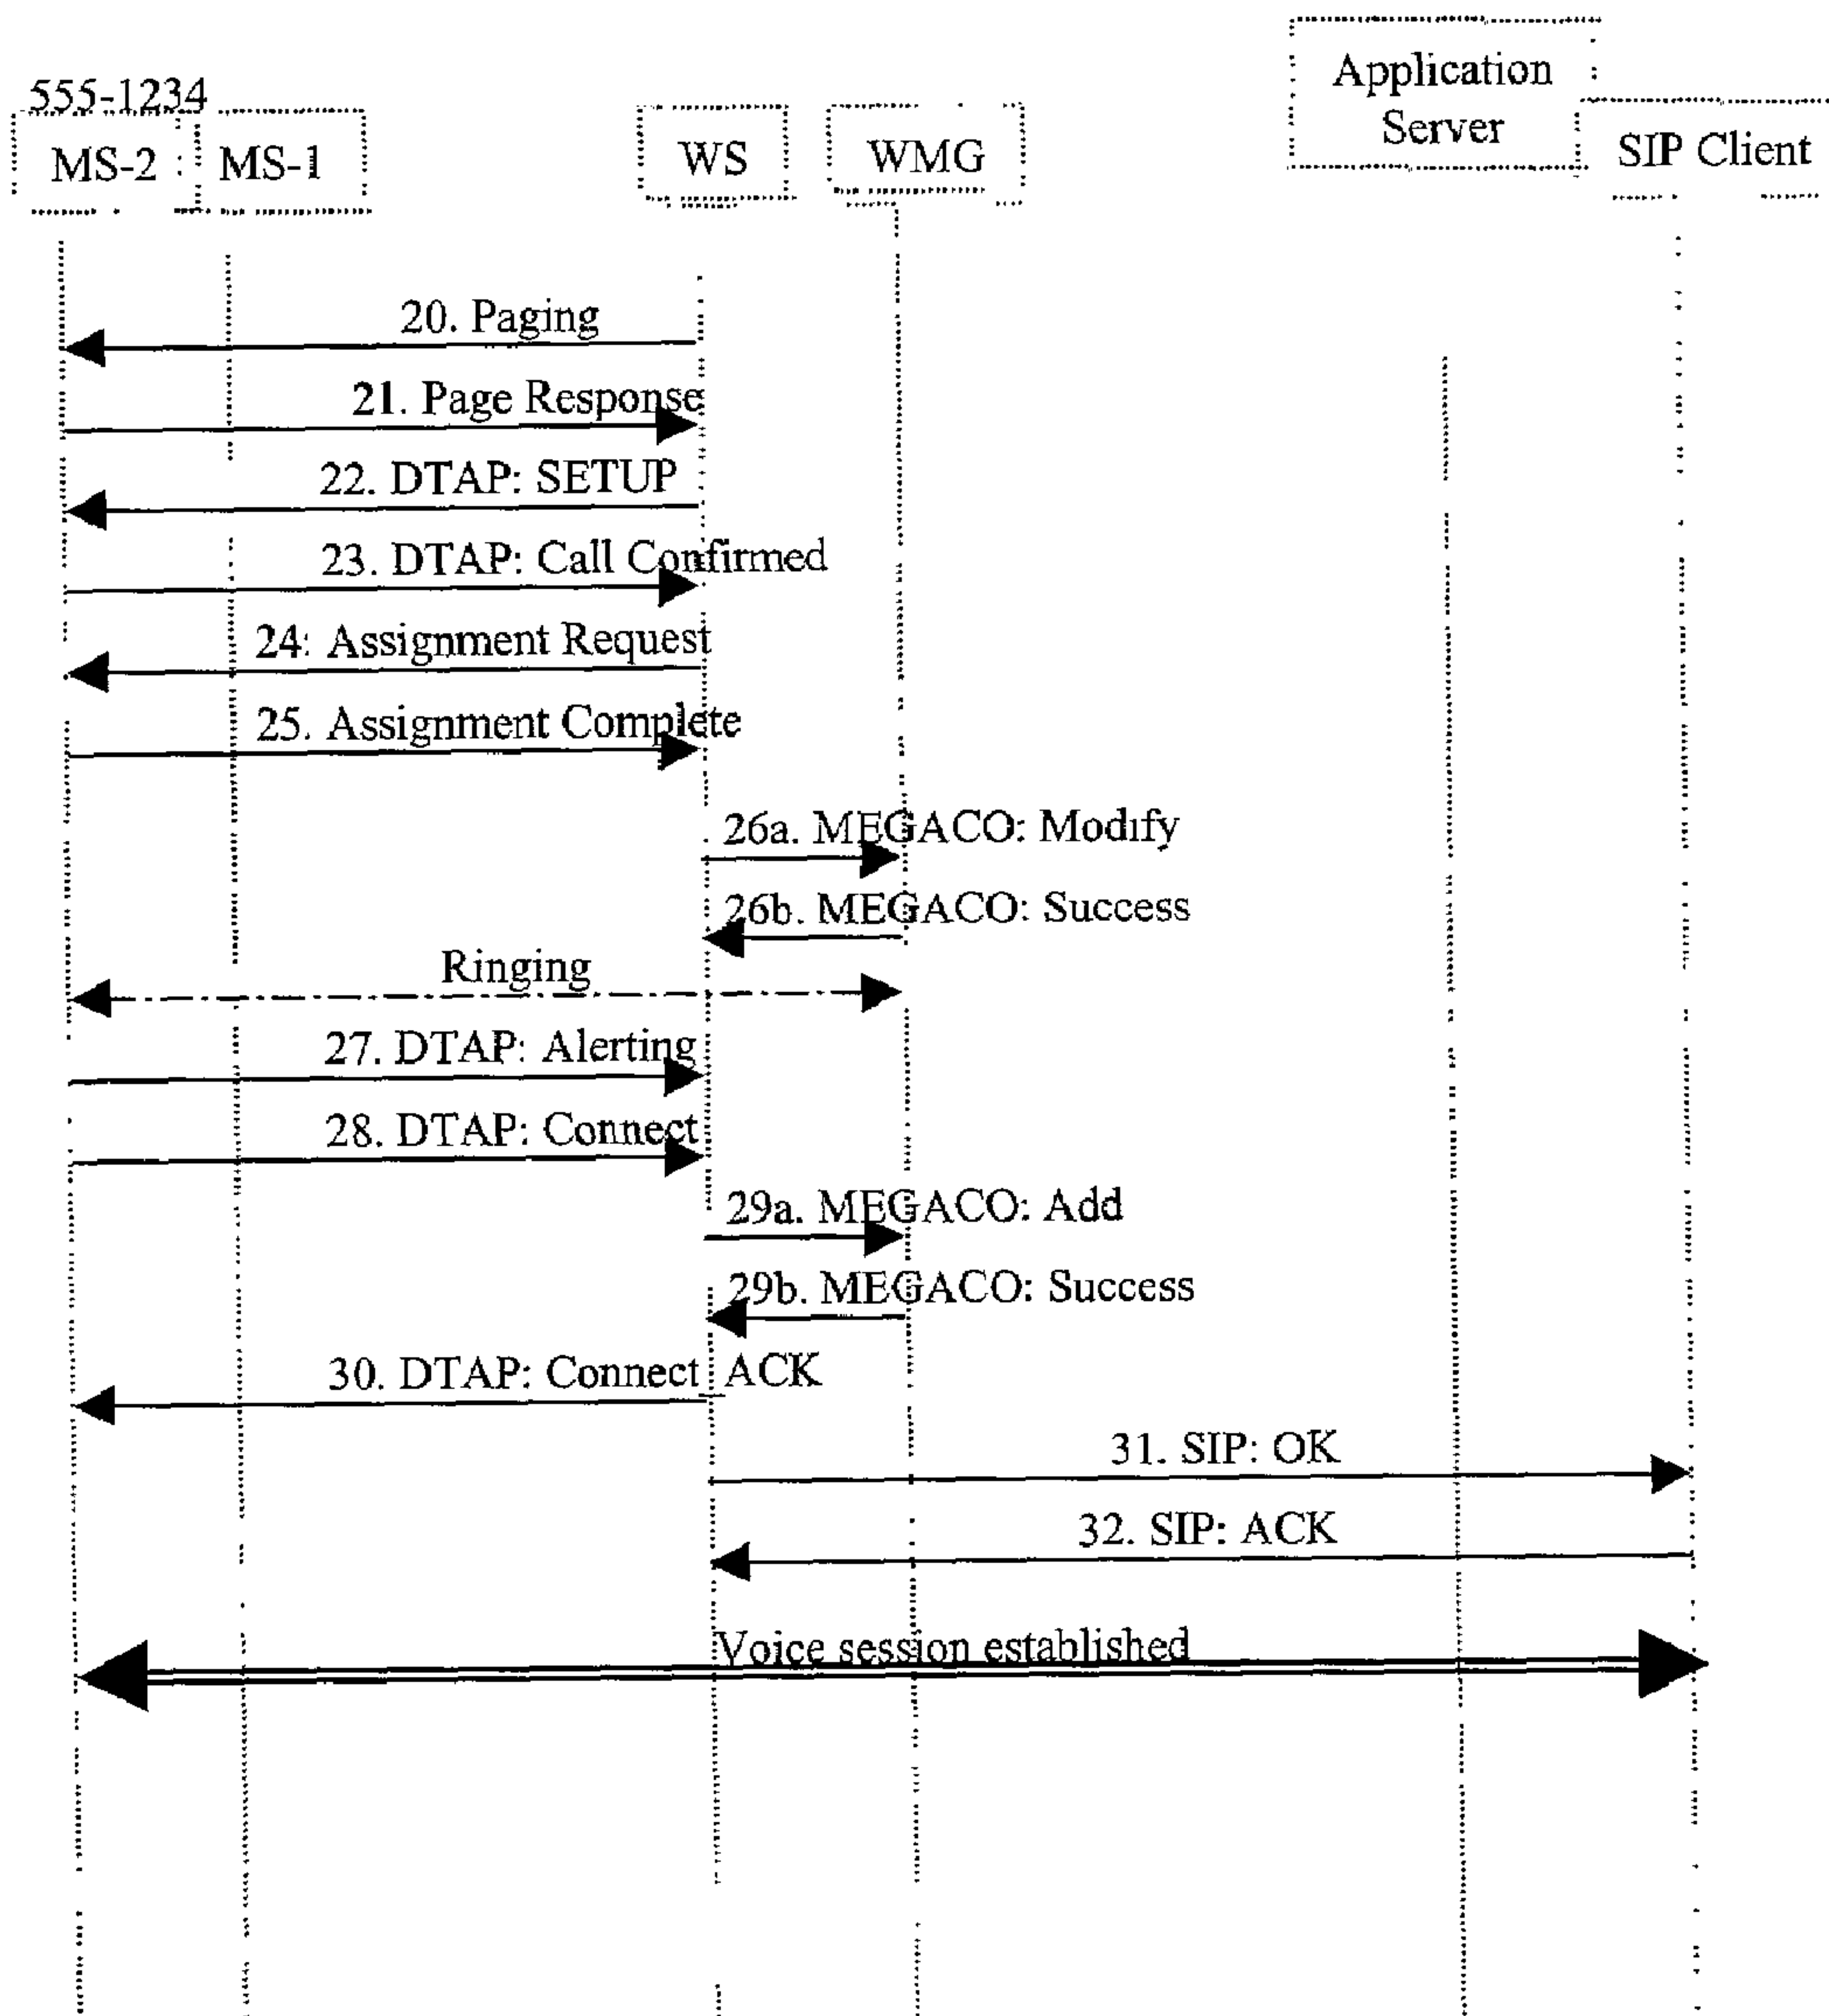 555-1234
MS-2
MS-1
WS
WMG
Application
Server
SIP Client
20. Paging
21. Page Response
22. DTAP: SETUP
23. DTAP: Call Confirmed
24: Assignment Request
25. Assignment Complete
26a. MEGACO: Modify
26b. MEGACO: Success
Ringing
27. DTAP: Alerting
28. DTAP: Connect
29a. MEGACO: Add
29b. MEGACO: Success
30. DTAP: Connect_ACK
31. SIP: OK
32. SIP: ACK
Voice session established